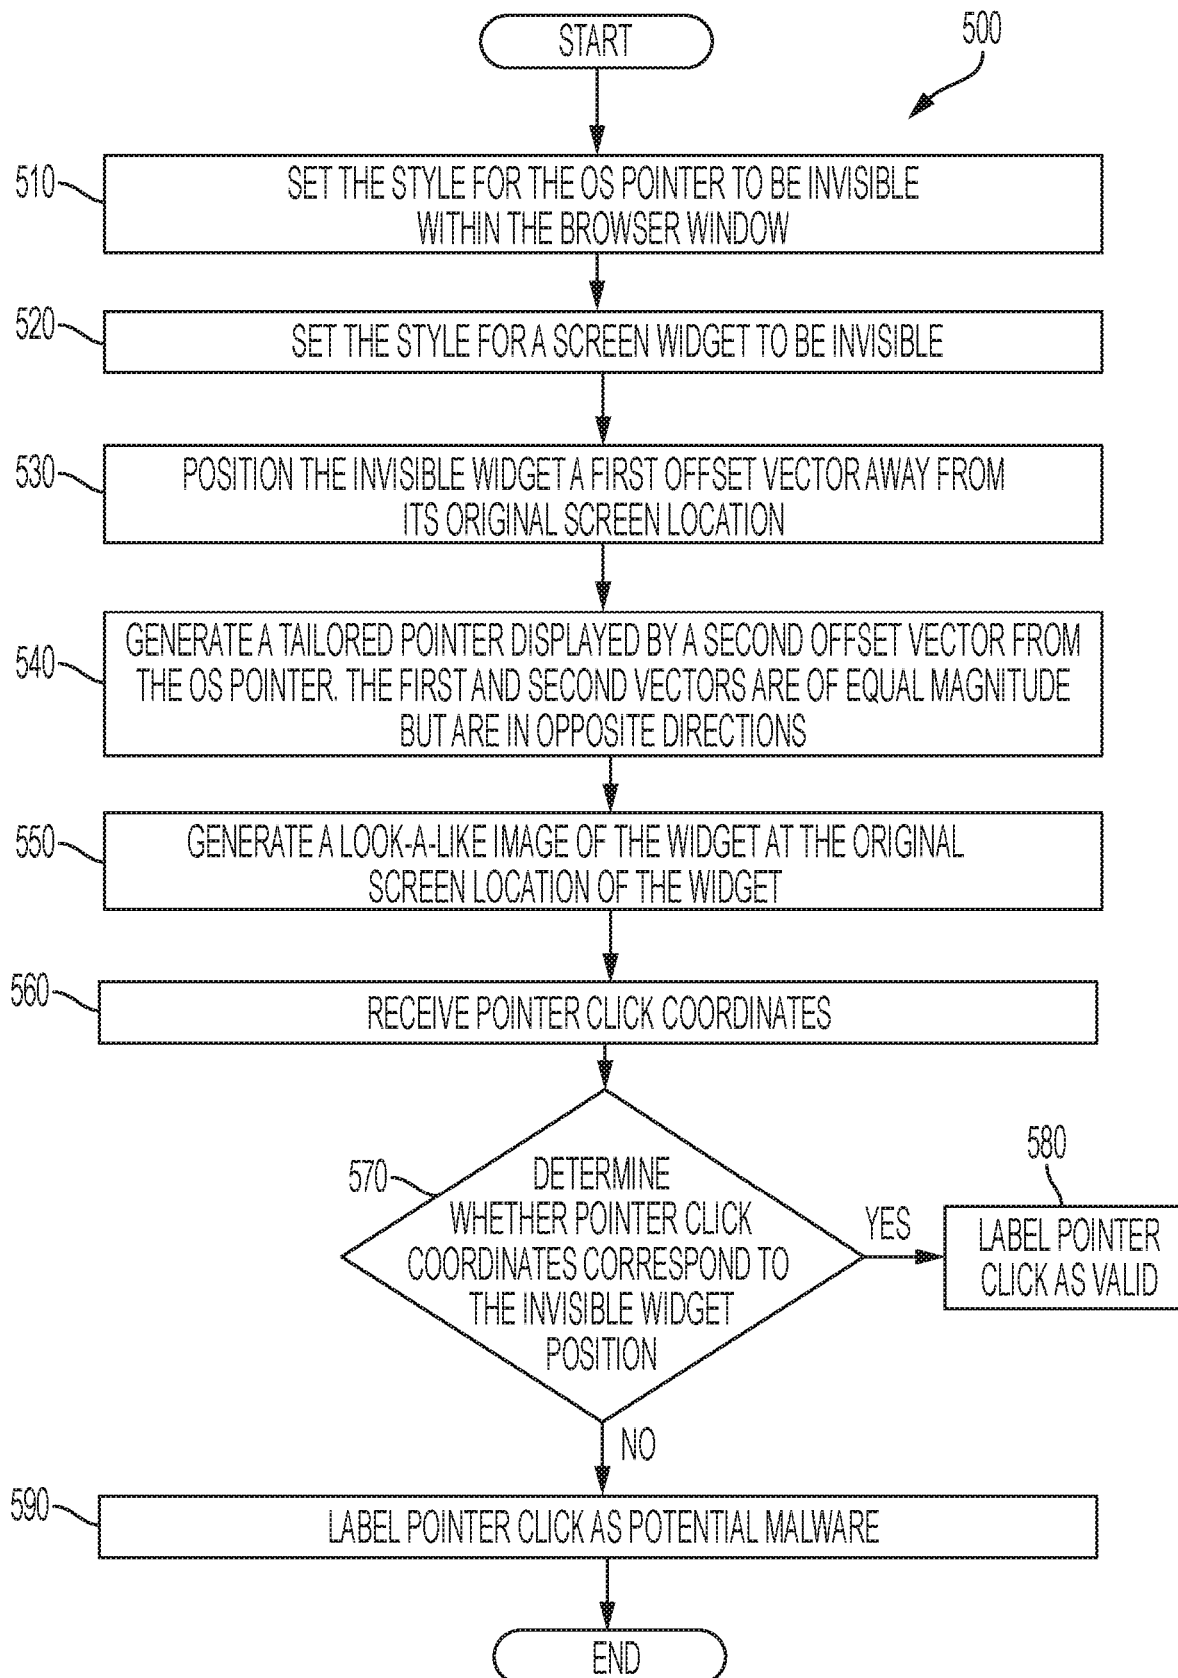 START
500
510
SET THE STYLE FOR THE OS POINTER TO BE INVISIBLE
WITHIN THE BROWSER WINDOW
520
SET THE STYLE FOR A SCREEN WIDGET TO BE INVISIBLE
530
POSITION THE INVISIBLE WIDGET A FIRST OFFSET VECTOR AWAY FROM
ITS ORIGINAL SCREEN LOCATION
540
GENERATE A TAILORED POINTER DISPLAYED BY A SECOND OFFSET VECTOR FROM
THE OS POINTER. THE FIRST AND SECOND VECTORS ARE OF EQUAL MAGNITUDE
BUT ARE IN OPPOSITE DIRECTIONS
550
GENERATE A LOOK-A-LIKE IMAGE OF THE WIDGET AT THE ORIGINAL
SCREEN LOCATION OF THE WIDGET
560
RECEIVE POINTER CLICK COORDINATES
570
DETERMINE
WHETHER POINTER CLICK
COORDINATES CORRESPOND TO
THE INVISIBLE WIDGET
POSITION
YES
580
LABEL POINTER
CLICK AS VALID
NO
590
LABEL POINTER CLICK AS POTENTIAL MALWARE
END